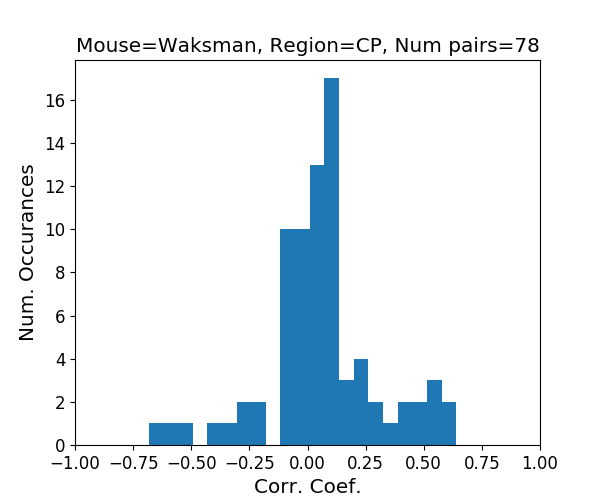 Mouse=Waksman, Region=CP, Num pairs=78
Num. Occurances
16
14
12
10
8
6
4
2
0
−1.00 −0.75 −0.50 −0.25 0.00 0.25 0.50 0.75 1.00
Corr. Coef.